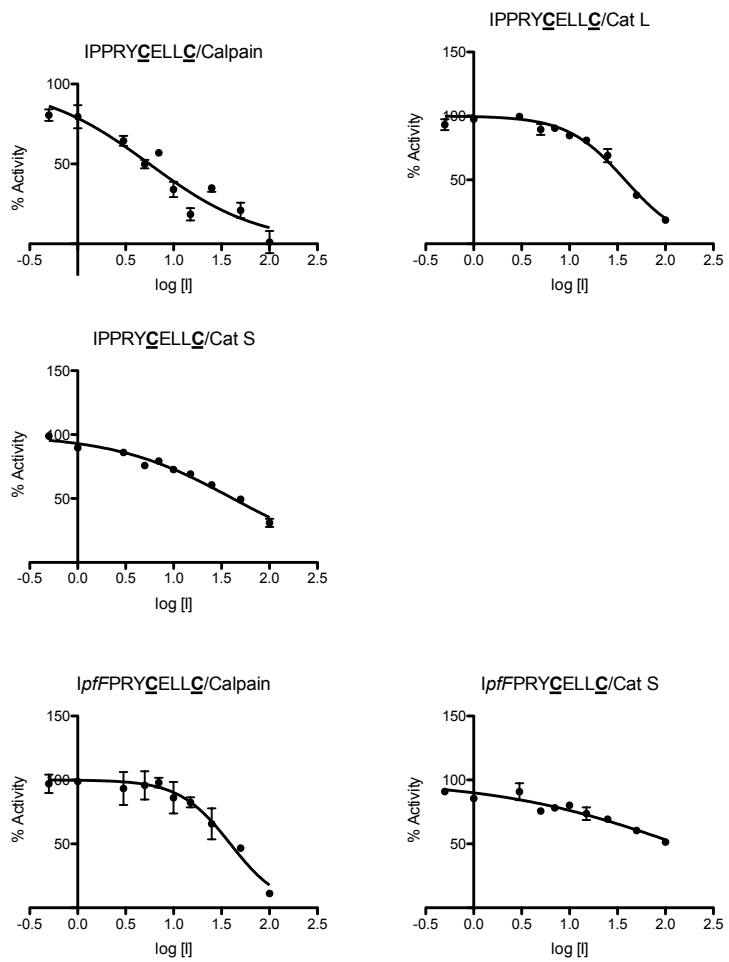 IPPRYCELLC/Calpain
100
50
% Activity
-0.5 0.5 1.0 1.5 2.0 2.5
log [I]
IPPRYCELLC/Cat L
150
100
50
% Activity
-0.5 0.0 0.5 1.0 1.5 2.0 2.5
log [I]
IPPRYCELLC/Cat S
150
100
50
% Activity
-0.5 0.0 0.5 1.0 1.5 2.0 2.5
log [I]
IpfFPRYCELLC/Calpain
150
100
50
% Activity
-0.5 0.0 0.5 1.0 1.5 2.0 2.5
log [I]
IpfFPRYCELLC/Cat S
150
100
50
% Activity
-0.5 0.0 0.5 1.0 1.5 2.0 2.5
log [I]